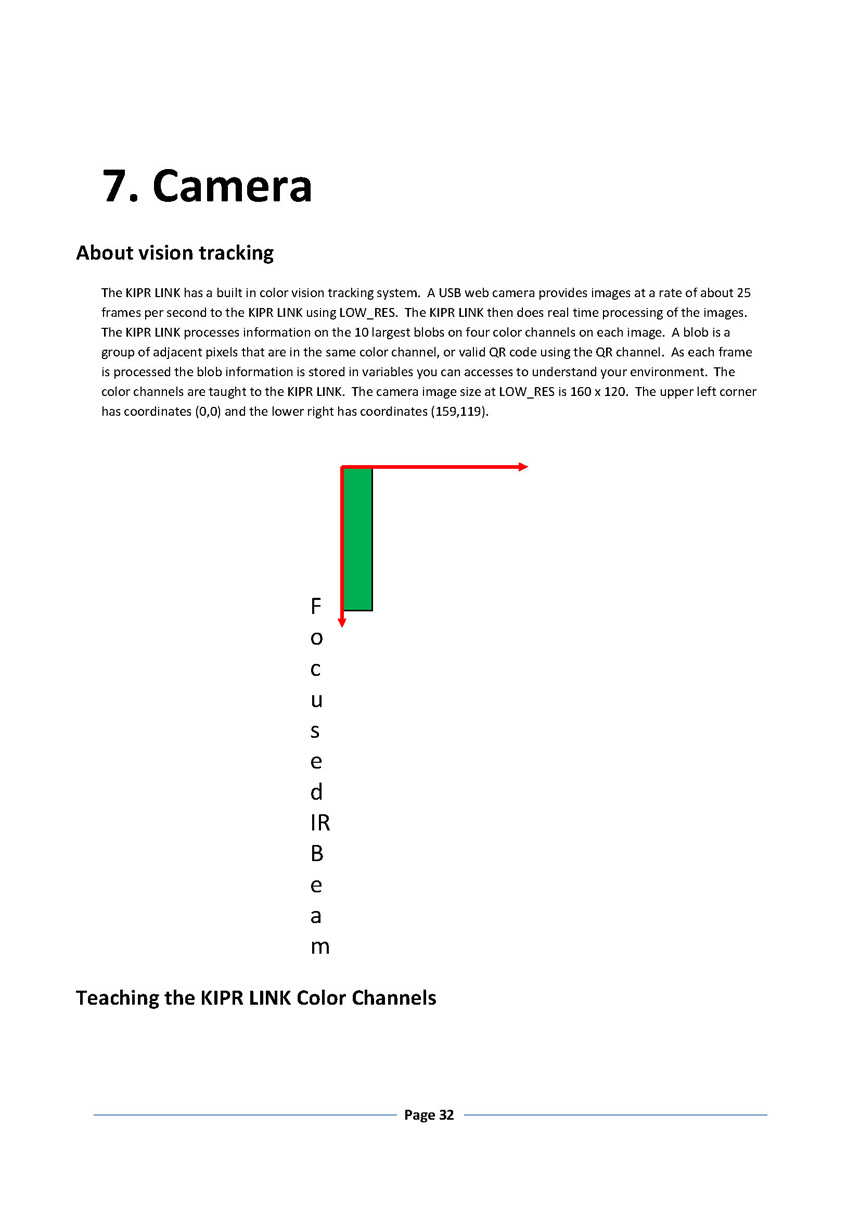 7. Camera
About vision tracking
The KIPR LINK has a built in color vision tracking system.  A USB web camera provides images at a rate of about 25
frames per second to the KIPR LINK using LOW_RES.  The KIPR LINK then does real time processing of the images.
The KIPR LINK processes information on the 10 largest blobs on four color channels on each image.  A blob is a
group of adjacent pixels that are in the same color channel, or valid QR code using the QR channel.  As each frame
is processed the blob information is stored in variables you can accesses to understand your environment.  The
color channels are taught to the KIPR LINK.  The camera image size at LOW_RES is 160 x 120.  The upper left corner
has coordinates (0,0) and the lower right has coordinates (159,119).
F
o
c
u
s
e
d
IR
B
e
a
m
Teaching the KIPR LINK Color Channels
Page 32